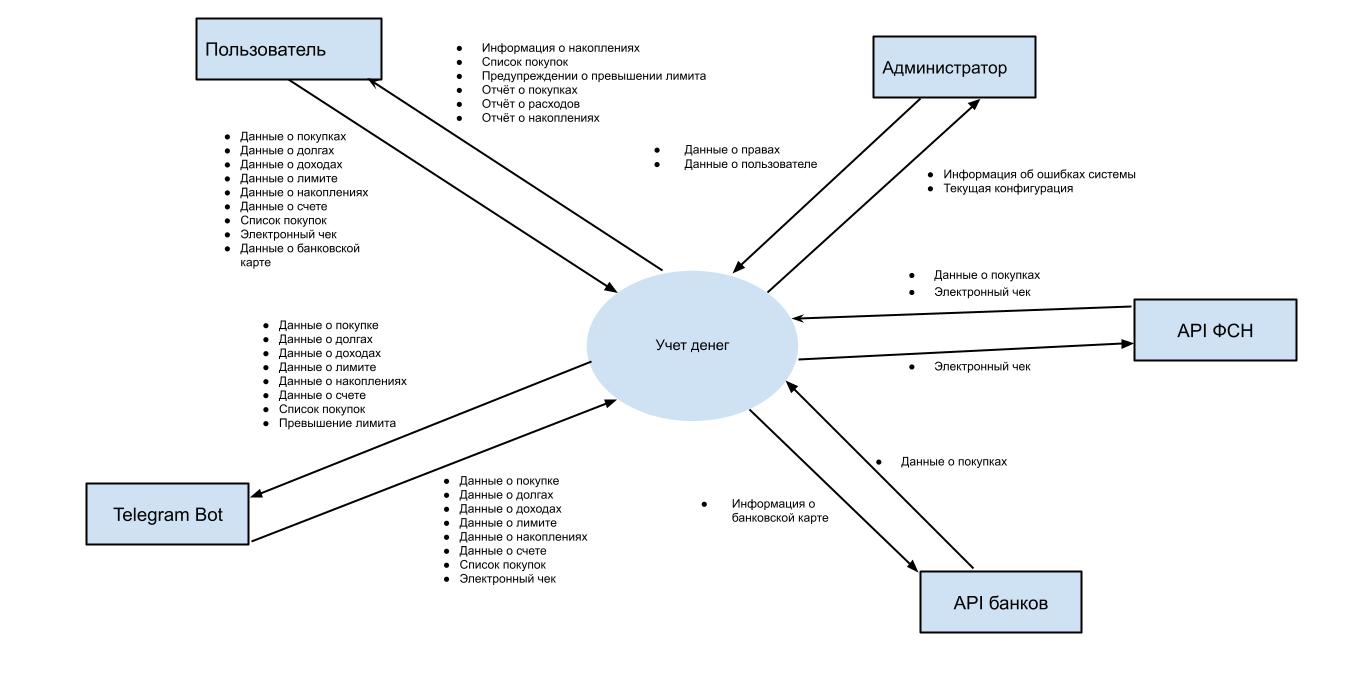 Пользователь
● Информация о накоплениях
● Список покупок
● Предупреждении о превышении лимита
● Отчёт о покупках
● Отчёт о расходов
● Отчёт о накоплениях
Администратор
● Данные о покупках
● Данные о долгах
● Данные о доходах
● Данные о лимите
● Данные о накоплениях
● Данные о счете
● Список покупок
● Электронный чек
● Данные о банковской
карте
● Данные о правах
● Данные о пользователе
● Информация об ошибках системы
● Текущая конфигурация
● Данные о покупках
● Электронный чек
API ФСН
● Электронный чек
Учет денег
● Данные о покупке
● Данные о долгах
● Данные о доходах
● Данные о лимите
● Данные о накоплениях
● Данные о счете
● Список покупок
● Превышение лимита
Telegram Bot
● Данные о покупке
● Данные о долгах
● Данные о доходах
● Данные о лимите
● Данные о накоплениях
● Данные о счете
● Список покупок
● Электронный чек
● Информация о
банковской карте
● Данные о покупках
API банков